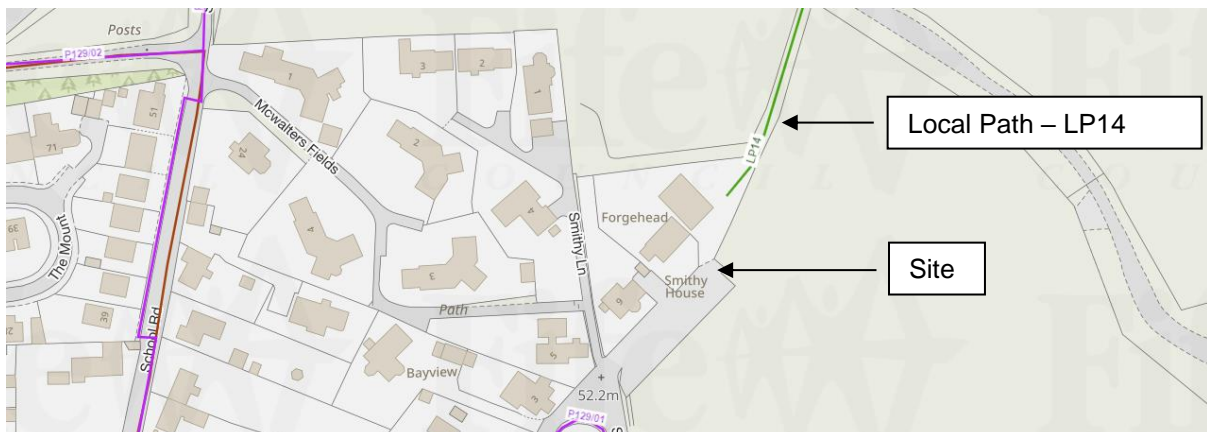 Posts
P129/02
51
71
The Mount
39
39
School Rd
24
1
Mcwalters Fields
2
4
3
Path
Bayview
3
2
1
4
Smithy Ln
Forgehead
Smithy
House
6
5
3
52.2m
P129/01
LP14
Local Path – LP14
Site
COUNCIL